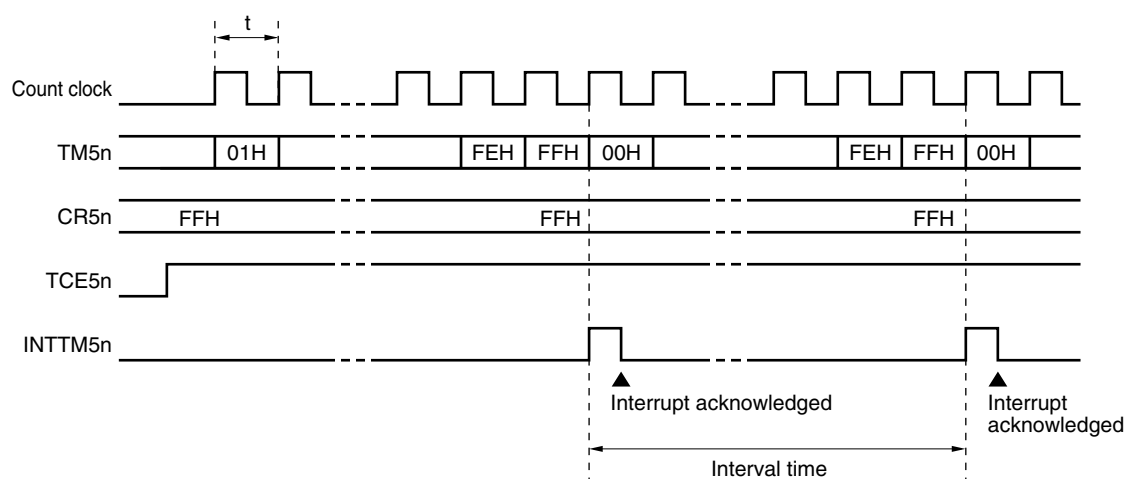 t
Count clock
TM5n 01H FEH FFH 00H FEH FFH 00H
CR5n FFH FFH FFH
TCE5n
INTTM5n
Interrupt acknowledged
Interrupt
acknowledged
Interval time